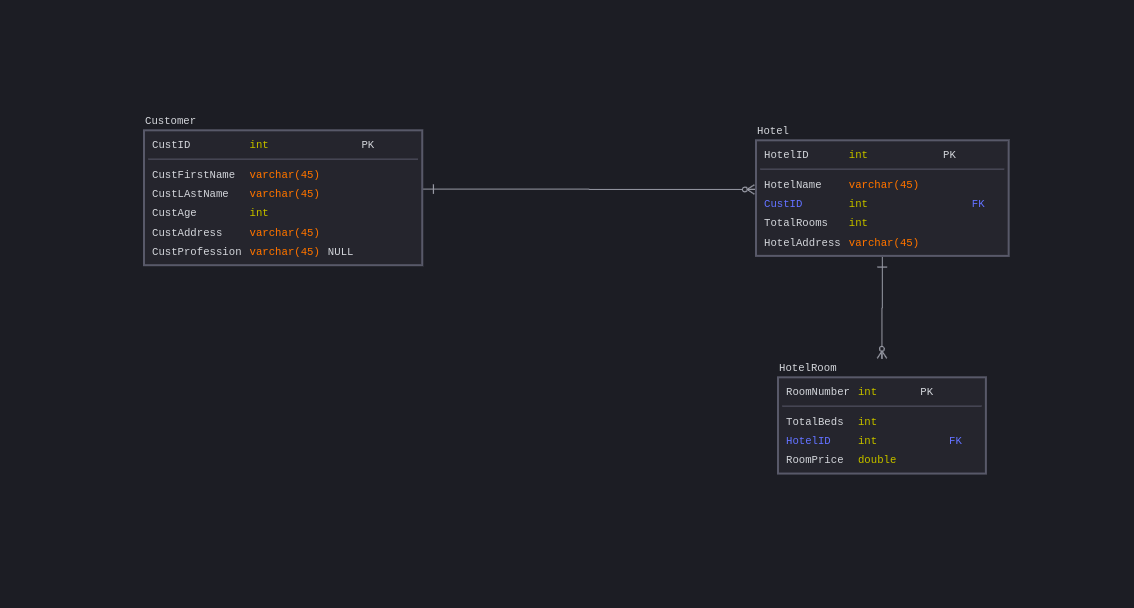 Customer
CustID int PK
CustFirstName varchar(45)
CustLAstName varchar(45)
CustAge int
CustAddress varchar(45)
CustProfession varchar(45) NULL
Hotel
HotelID int PK
HotelName varchar(45)
CustID int FK
TotalRooms int
HotelAddress varchar(45)
HotelRoom
RoomNumber int PK
TotalBeds int
HotelID int FK
RoomPrice double